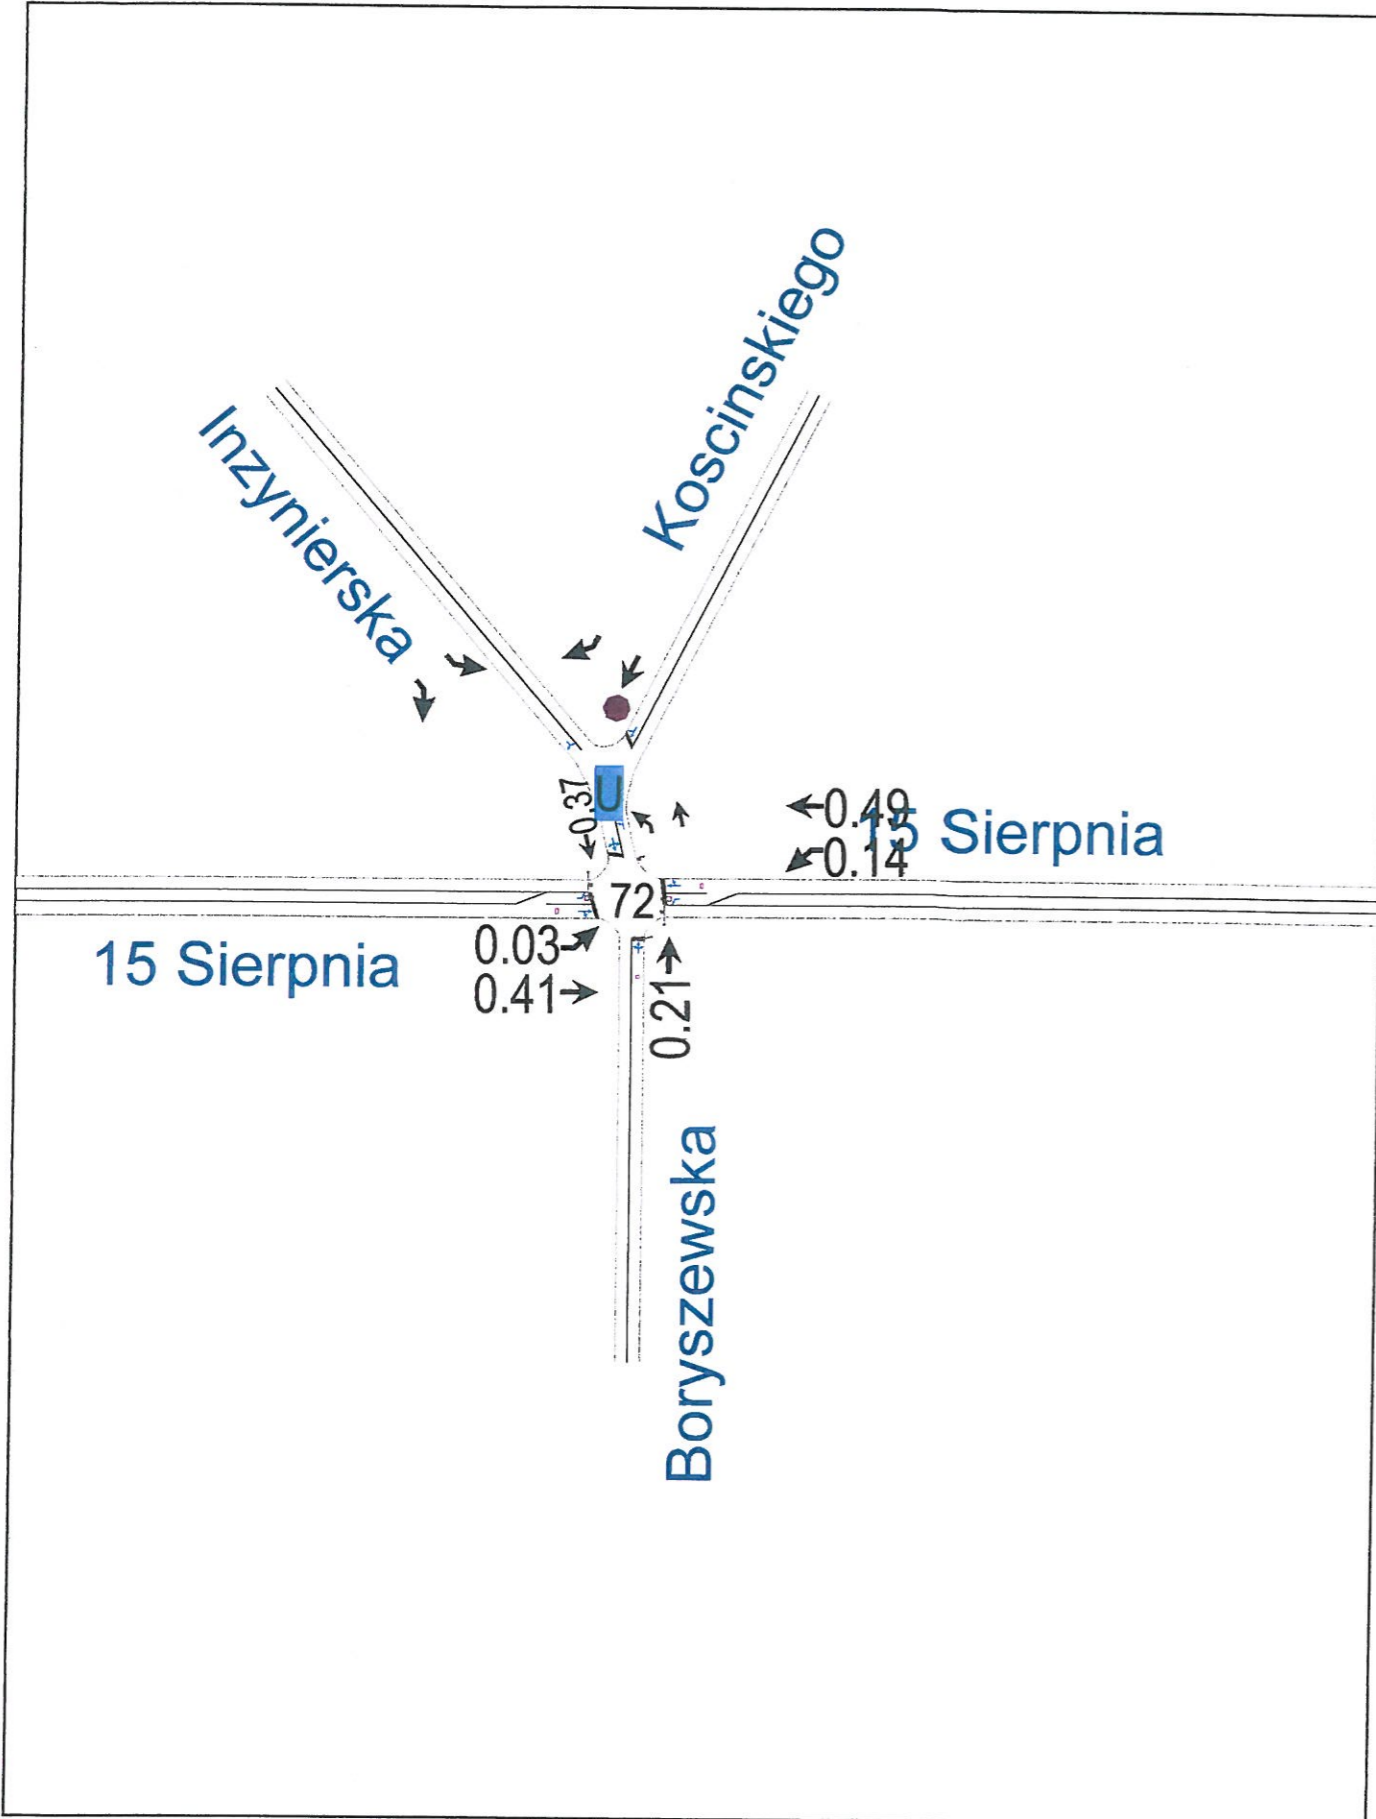 Koscinskiego
Inzynierska
U
0.37
0.49
15 Sierpnia
0.14
72
0.03
15 Sierpnia
0.41
0.21
Boryszewska